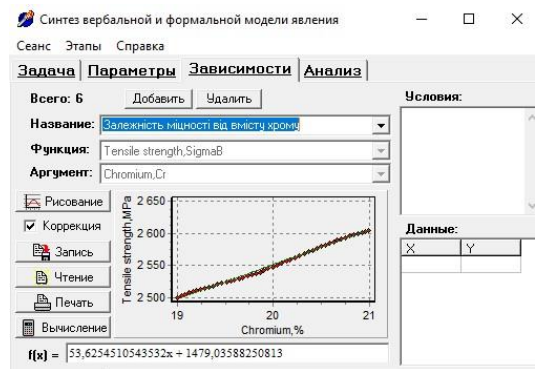 Синтез вербальной и формальной модели явления
Сеанс Этапы Справка
Задача Параметры Зависимости Анализ
Всего: 6 Добавить Удалить
Название: Залежність міцності від вмісту хрому
Функция: Tensile strength,SigmaB
Аргумент: Chromium,Cr
Рисование
Коррекция
Запись
Чтение
Печать
Вычисление
Tensile strength,MPa
2 650
2 600
2 550
2 500
19 20 21
Chromium,%
f(x) = 53,6254510543532x + 1479,03588250813
Условия:
Данные:
X Y